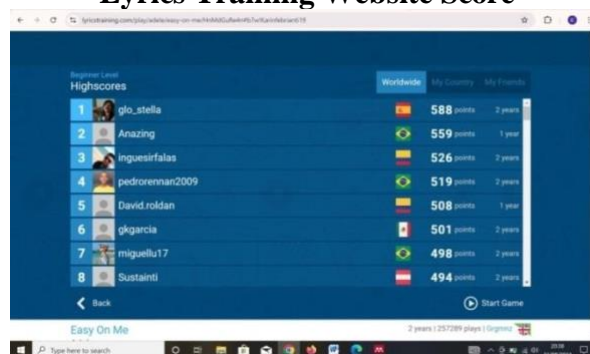 Lyrics Training Website Score
Beginner Level
Highscores
Worldwide My Country My Friends
1 glo_stella 588 points 2 years
2 Anazing 559 points 1 year
3 inguesirfalas 526 points 2 years
4 pedrorennan2009 519 points 2 years
5 David.roldan 508 points 1 year
6 gkgarcia 501 points 2 years
7 miguellu17 498 points 2 years
8 Sustainti 494 points 2 years
Back Start Game
Easy On Me 2 years | 257289 plays |
Type here to search